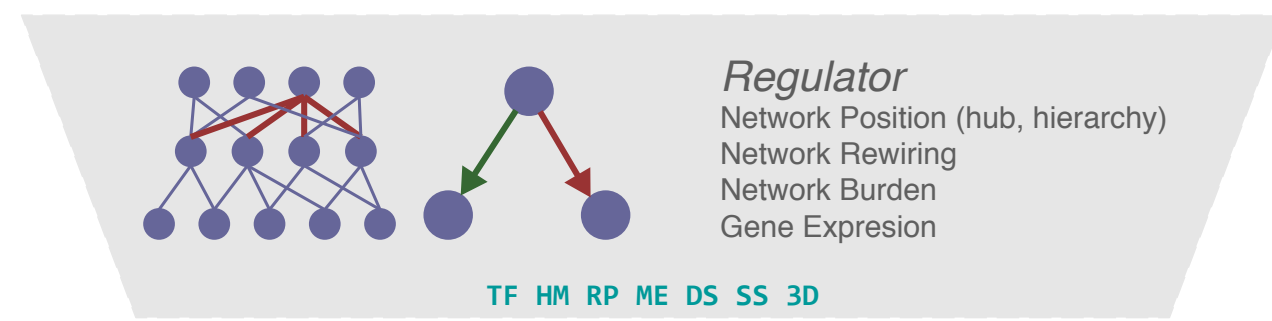 Regulator
Network Position (hub, hierarchy)
Network Rewiring
Network Burden
Gene Expresion
TF HM RP ME DS SS 3D